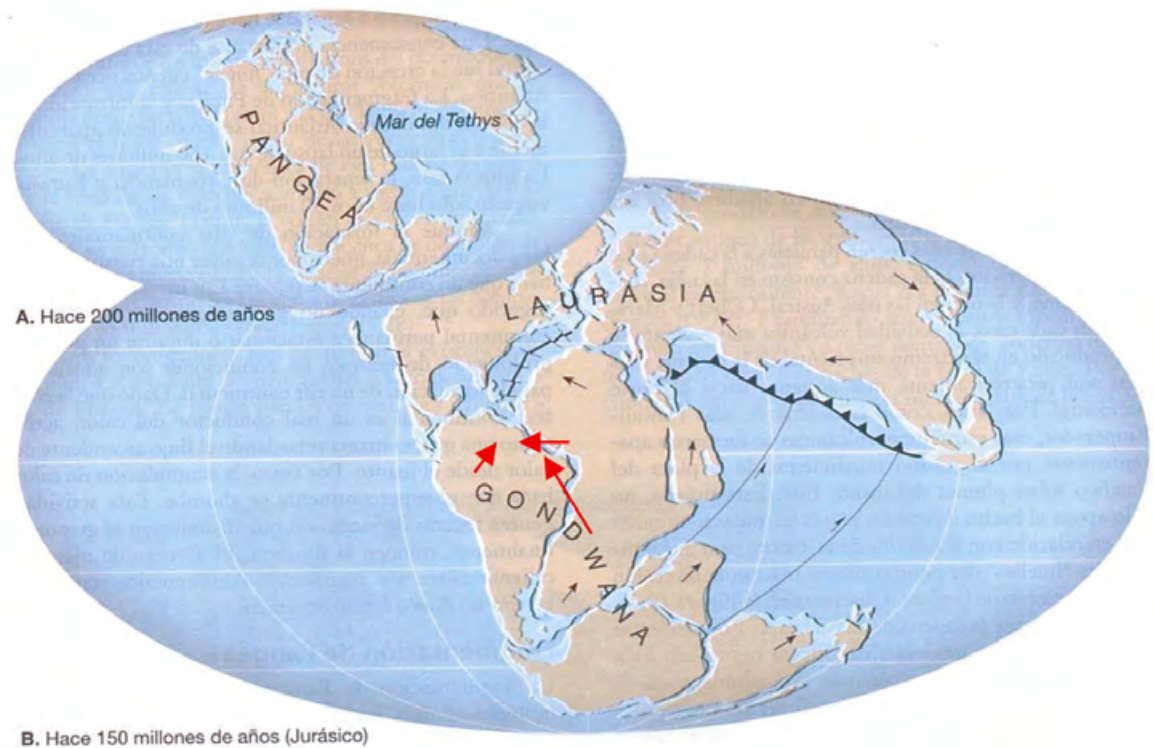 PANGEA
Mar del Tethys
A. Hace 200 millones de años
LAURASIA
GONDWANA
B. Hace 150 millones de años (Jurásico)